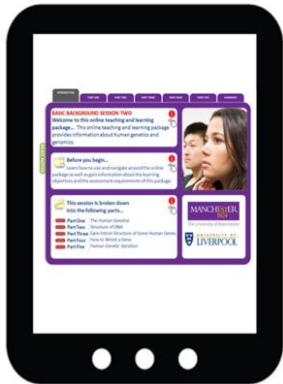 INTRODUCTION PART ONE PART TWO PART THREE PART FOUR PART FIVE SUMMARY
BASIC BACKGROUND SESSION TWO
Welcome to this online teaching and learning
package... This online teaching and learning package
provides information about human genetics and
genomics.
Before you begin...
Learn how to use and navigate around the online
package as well as gain information about the learning
objectives and the assessment requirements of this package.
This session is broken down
into the following parts...
Part One The Human Genome
Part Two Structure of DNA
Part Three Exon-Intron Structure of Some Human Genes
Part Four How to Wreck a Gene
Part Five Human Genetic Variation
MANCHESTER
1824
The University of Manchester
UNIVERSITY OF
LIVERPOOL